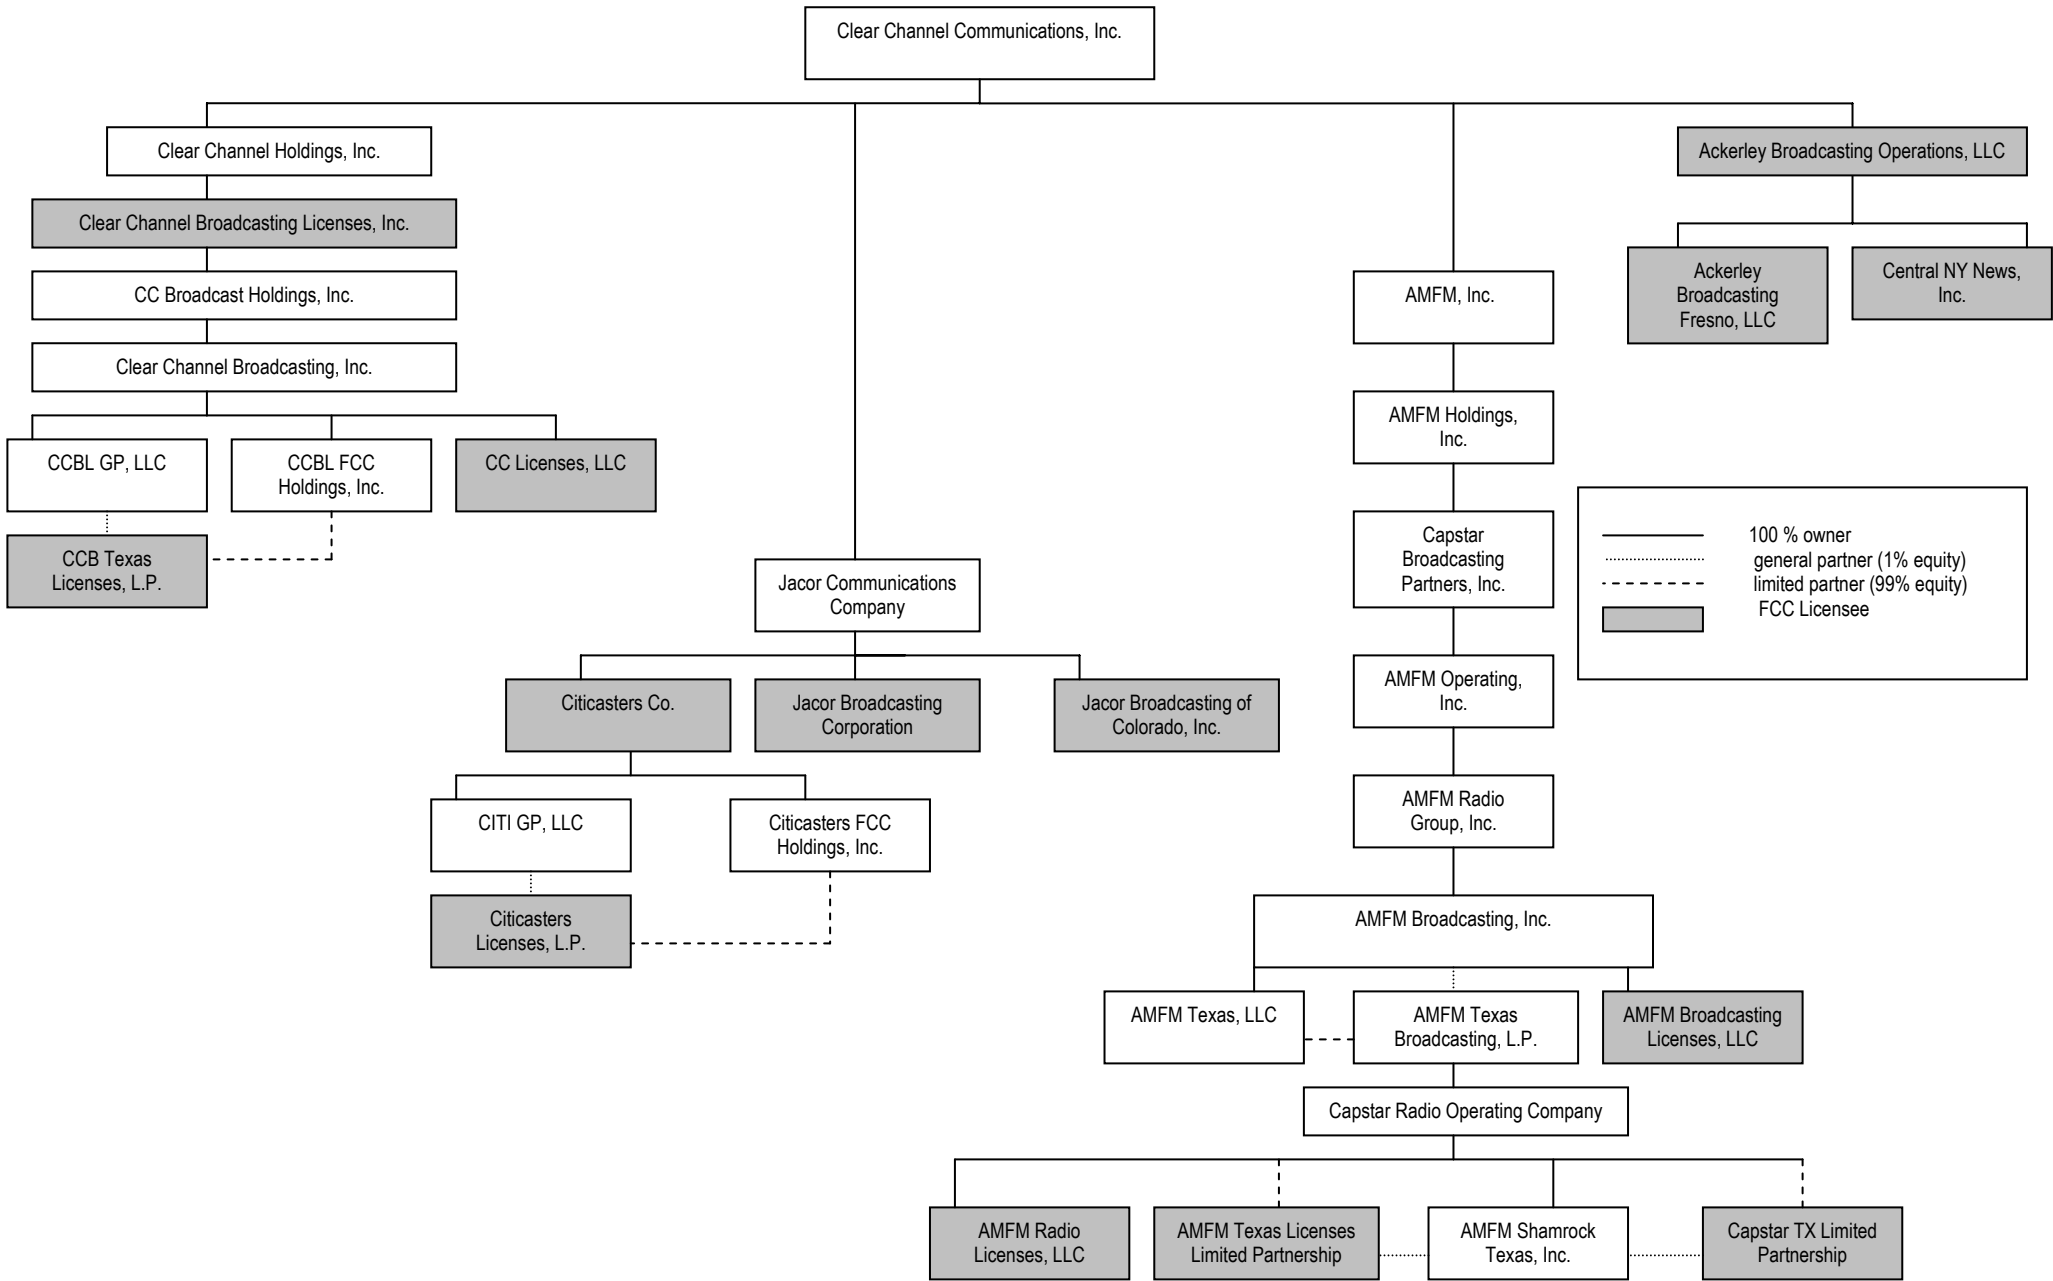 Clear Channel Communications, Inc.
Clear Channel Holdings, Inc.
Ackerley Broadcasting Operations, LLC
Clear Channel Broadcasting Licenses, Inc.
CC Broadcast Holdings, Inc.
Clear Channel Broadcasting, Inc.
Ackerley
Broadcasting
Fresno, LLC
Central NY News,
Inc.
AMFM, Inc.
AMFM Holdings,
Inc.
CCBL GP, LLC
CCBL FCC
Holdings, Inc.
CC Licenses, LLC
CCB Texas
Licenses, L.P.
Capstar
Broadcasting
Partners, Inc.
100 % owner
general partner (1% equity)
limited partner (99% equity)
FCC Licensee
Jacor Communications
Company
AMFM Operating,
Inc.
Citicasters Co.
Jacor Broadcasting
Corporation
Jacor Broadcasting of
Colorado, Inc.
AMFM Radio
Group, Inc.
CITI GP, LLC
Citicasters FCC
Holdings, Inc.
Citicasters
Licenses, L.P.
AMFM Broadcasting, Inc.
AMFM Texas, LLC
AMFM Texas
Broadcasting, L.P.
AMFM Broadcasting
Licenses, LLC
Capstar Radio Operating Company
AMFM Radio
Licenses, LLC
AMFM Texas Licenses
Limited Partnership
AMFM Shamrock
Texas, Inc.
Capstar TX Limited
Partnership